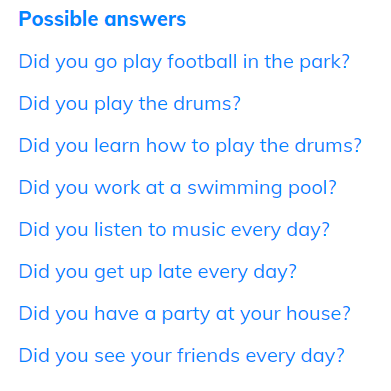 Possible answers
Did you go play football in the park?
Did you play the drums?
Did you learn how to play the drums?
Did you work at a swimming pool?
Did you listen to music every day?
Did you get up late every day?
Did you have a party at your house?
Did you see your friends every day?